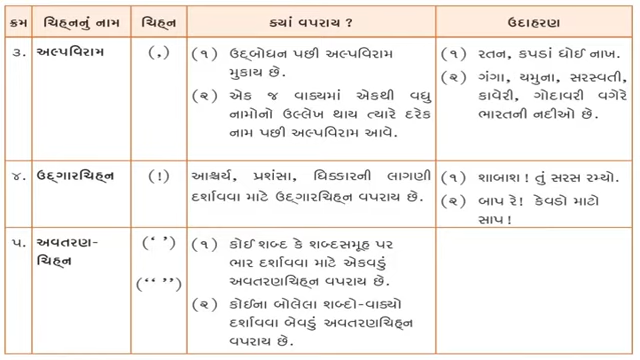 ક્રમ ચિહ્નનું નામ ચિહ્ન ક્યાં વપરાય ? ઉદાહરણ
૩. અલ્પવિરામ (,) (૧) ઉદ્‌બોધન પછી અલ્પવિરામ (૧) રતન, કપડાં ધોઈ નાખ.
મુકાય છે. (૨) ગંગા, યમુના, સરસ્વતી,
(૨) એક જ વાક્યમાં એકથી વધુ કાવેરી, ગોદાવરી વગેરે
નામોનો ઉલ્લેખ થાય ત્યારે દરેક ભારતની નદીઓ છે.
નામ પછી અલ્પવિરામ આવે.
૪. ઉદ્‌ગારચિહ્ન (!) આશ્ચર્ય, પ્રશંસા, ધિક્કારની લાગણી (૧) શાબાશ! તું સરસ રમ્યો.
દર્શાવવા માટે ઉદ્‌ગારચિહ્ન વપરાય છે. (૨) બાપ રે! કેવડો માટો
સાપ!
૫. અવતરણ- (‘ ’) (૧) કોઈ શબ્દ કે શબ્દસમૂહ પર
ચિહ્ન ભાર દર્શાવવા માટે એકવડું
(“ ”) અવતરણચિહ્ન વપરાય છે.
(૨) કોઈના બોલેલા શબ્દો-વાક્યો
દર્શાવવા બેવડું અવતરણચિહ્ન
વપરાય છે.